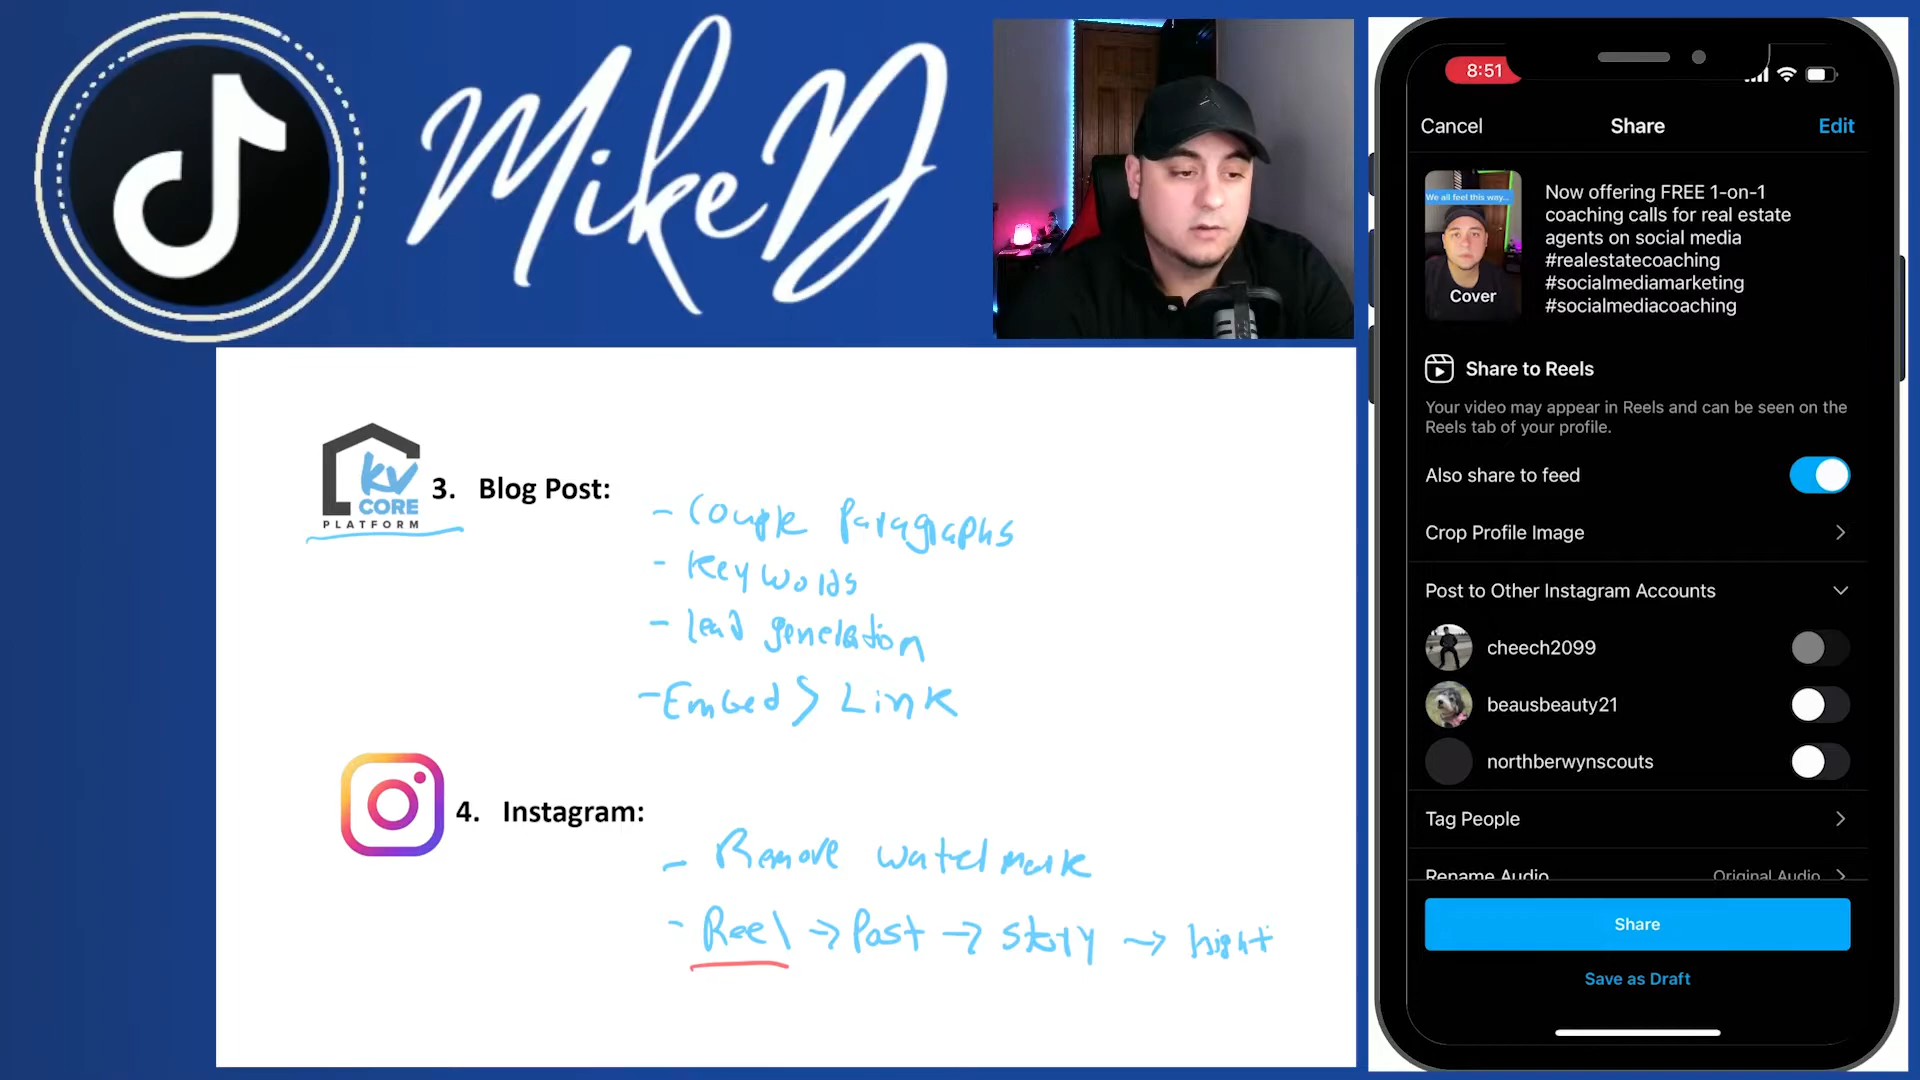 MikeD
kv
CORE
PLATFORM
3. Blog Post:
- Couple Paragraphs
- Keywords
- Lead generation
- Embed > Link
4. Instagram:
- Remove watermark
- Reel -> Post -> Story -> hight
8:51
Cancel
Share
Edit
We all feel this way...
Cover
Now offering FREE 1-on-1
coaching calls for real estate
agents on social media
#realestatecoaching
#socialmediamarketing
#socialmediacoaching
Share to Reels
Your video may appear in Reels and can be seen on the
Reels tab of your profile.
Also share to feed
Crop Profile Image
Post to Other Instagram Accounts
cheech2099
beausbeauty21
northberwynscouts
Tag People
Rename Audio
Original Audio
Share
Save as Draft